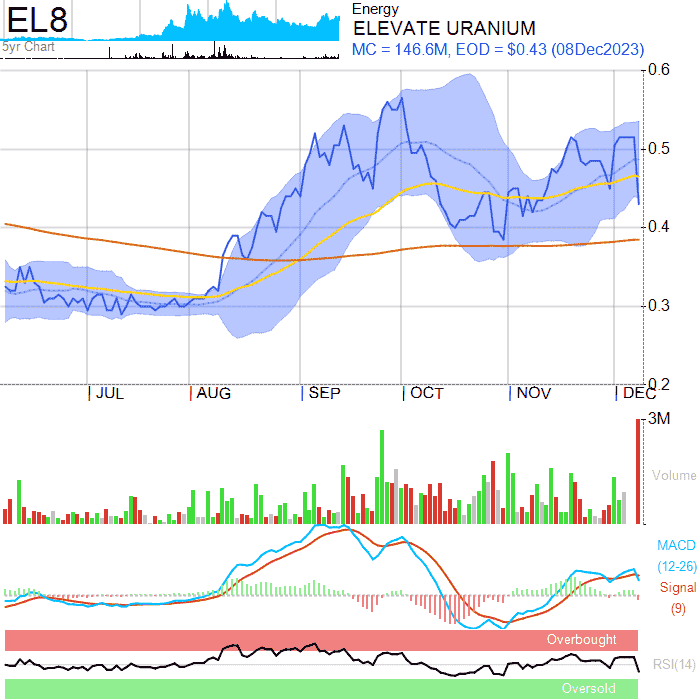 EL8
5yr Chart
Energy
ELEVATE URANIUM
MC = 146.6M, EOD = $0.43 (08Dec2023)
0.6
0.5
0.4
0.3
0.2
JUL AUG SEP OCT NOV DEC
3M
Volume
MACD
(12-26)
Signal
(9)
Overbought
RSI(14)
Oversold